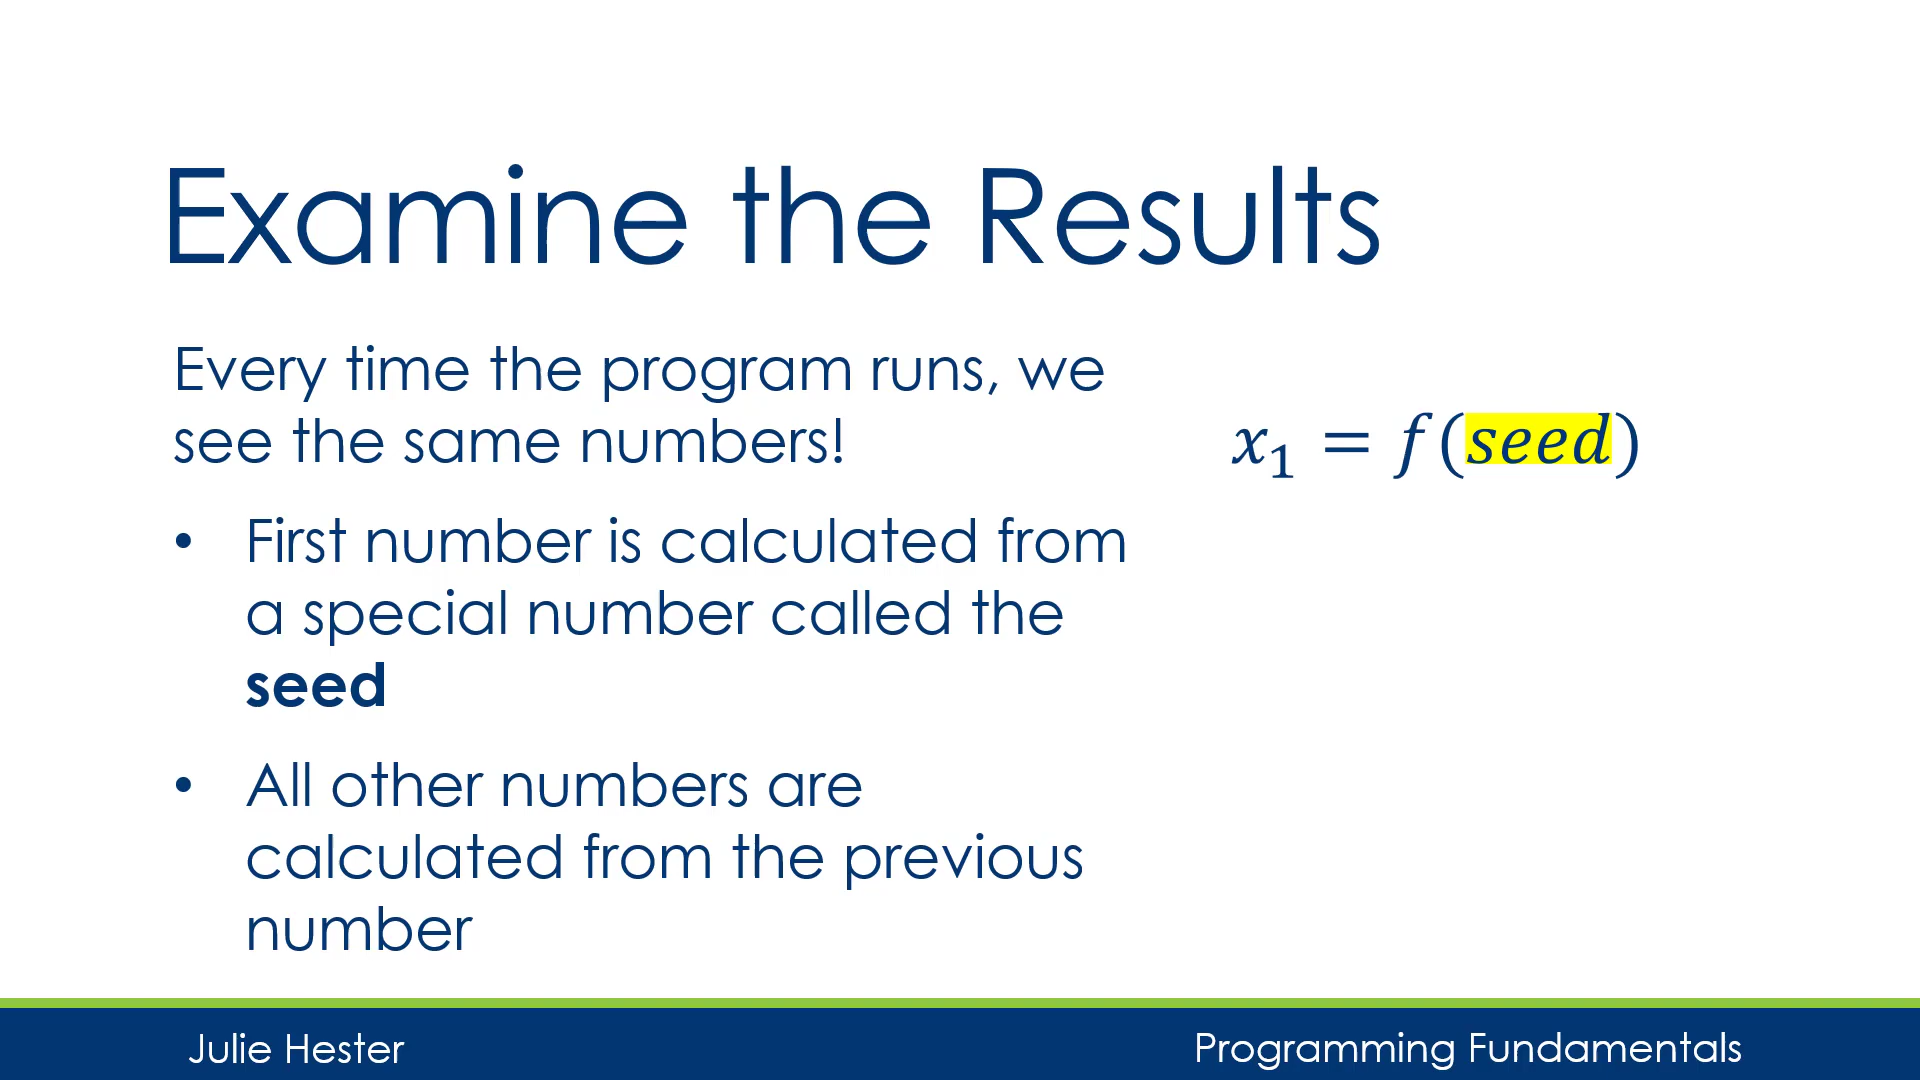 Examine the Results
Every time the program runs, we
see the same numbers!
• First number is calculated from
a special number called the
seed
• All other numbers are
calculated from the previous
number
x₁ = f(seed)
Julie Hester
Programming Fundamentals